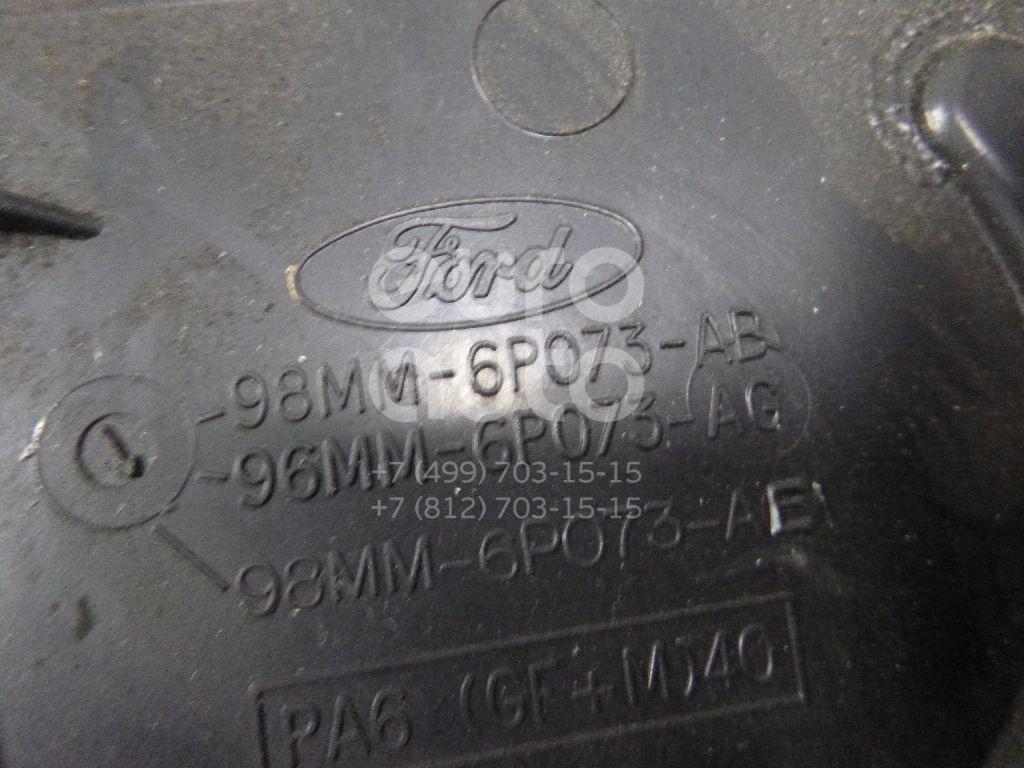 Ford
-98MM-6P073-AB
-96MM-6P073-AG
+7 (499) 703-15-15
+7 (812) 703-15-15
98MM-6P073-AE
PA6 (GF+M)40